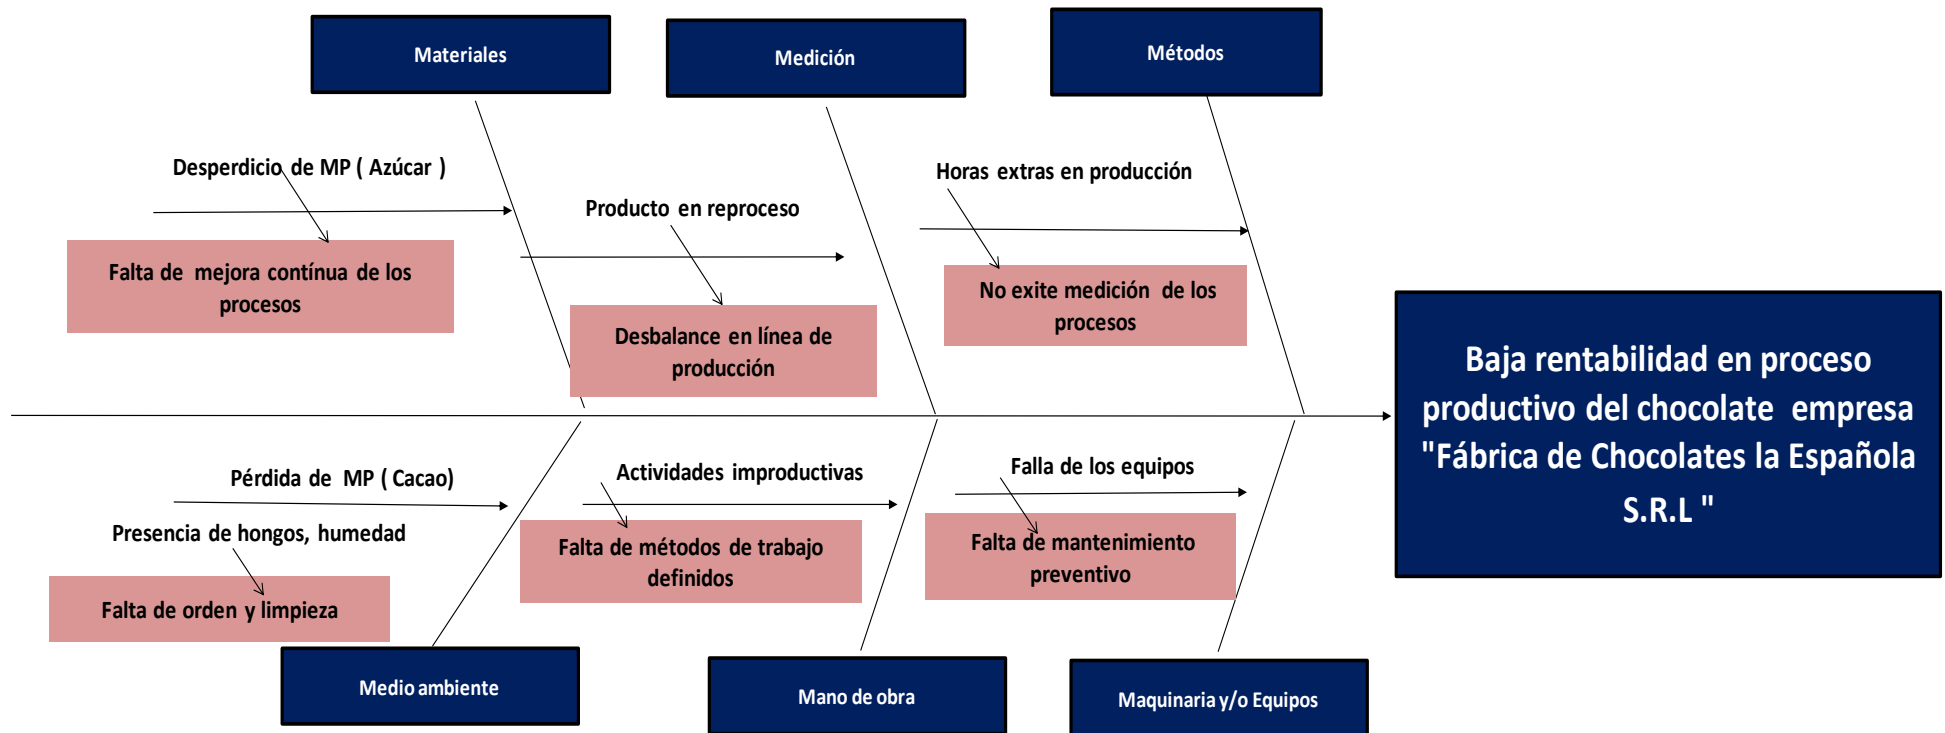 Materiales
Medición
Métodos
Desperdicio de MP ( Azúcar )
Falta de mejora contínua de los
procesos
Producto en reproceso
Desbalance en línea de
producción
Horas extras en producción
No exite medición de los
procesos
Baja rentabilidad en proceso
productivo del chocolate empresa
"Fábrica de Chocolates la Española
S.R.L "
Pérdida de MP ( Cacao)
Presencia de hongos, humedad
Falta de orden y limpieza
Actividades improductivas
Falta de métodos de trabajo
definidos
Falla de los equipos
Falta de mantenimiento
preventivo
Medio ambiente
Mano de obra
Maquinaria y/o Equipos